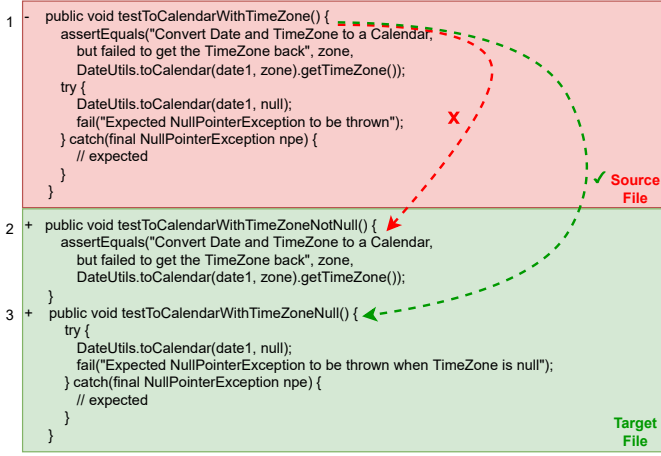 1 - public void testToCalendarWithTimeZone() {
assertEquals("Convert Date and TimeZone to a Calendar,
but failed to get the TimeZone back", zone,
DateUtils.toCalendar(date1, zone).getTimeZone());
try {
DateUtils.toCalendar(date1, null);
fail("Expected NullPointerException to be thrown");
} catch(final NullPointerException npe) {
// expected
}
}
X
✓ Source
File
2 + public void testToCalendarWithTimeZoneNotNull() {
assertEquals("Convert Date and TimeZone to a Calendar,
but failed to get the TimeZone back", zone,
DateUtils.toCalendar(date1, zone).getTimeZone());
}
3 + public void testToCalendarWithTimeZoneNull() {
try {
DateUtils.toCalendar(date1, null);
fail("Expected NullPointerException to be thrown when TimeZone is null");
} catch(final NullPointerException npe) {
// expected
}
}
Target
File